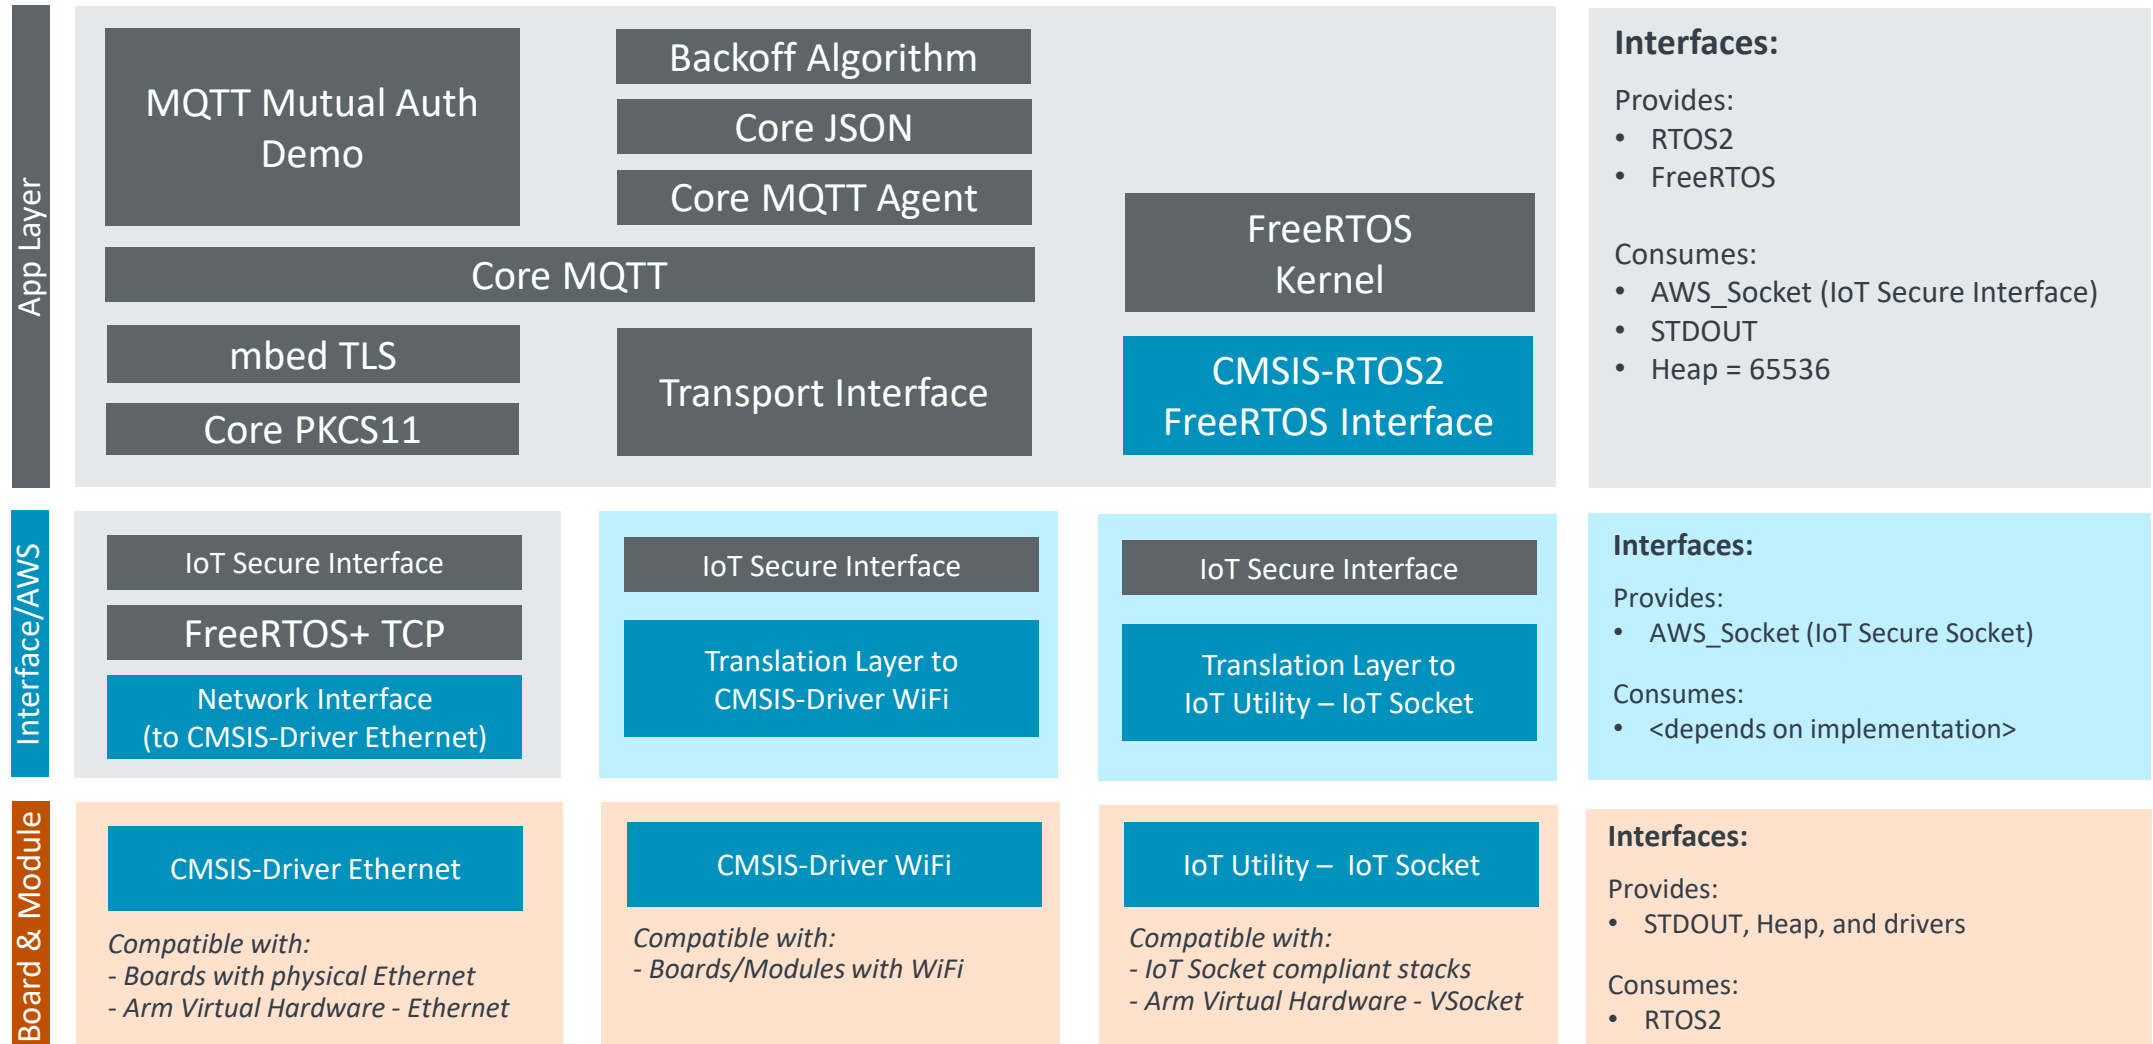 App Layer
MQTT Mutual Auth
Demo
Backoff Algorithm
Core JSON
Core MQTT Agent
Core MQTT
mbed TLS
Core PKCS11
Transport Interface
FreeRTOS
Kernel
CMSIS-RTOS2
FreeRTOS Interface
Interfaces:
Provides:
• RTOS2
• FreeRTOS
Consumes:
• AWS_Socket (IoT Secure Interface)
• STDOUT
• Heap = 65536
Interface/AWS
IoT Secure Interface
FreeRTOS+ TCP
Network Interface
(to CMSIS-Driver Ethernet)
IoT Secure Interface
Translation Layer to
CMSIS-Driver WiFi
IoT Secure Interface
Translation Layer to
IoT Utility – IoT Socket
Interfaces:
Provides:
• AWS_Socket (IoT Secure Socket)
Consumes:
• <depends on implementation>
Board & Module
CMSIS-Driver Ethernet
Compatible with:
- Boards with physical Ethernet
- Arm Virtual Hardware - Ethernet
CMSIS-Driver WiFi
Compatible with:
- Boards/Modules with WiFi
IoT Utility – IoT Socket
Compatible with:
- IoT Socket compliant stacks
- Arm Virtual Hardware - VSocket
Interfaces:
Provides:
• STDOUT, Heap, and drivers
Consumes:
• RTOS2